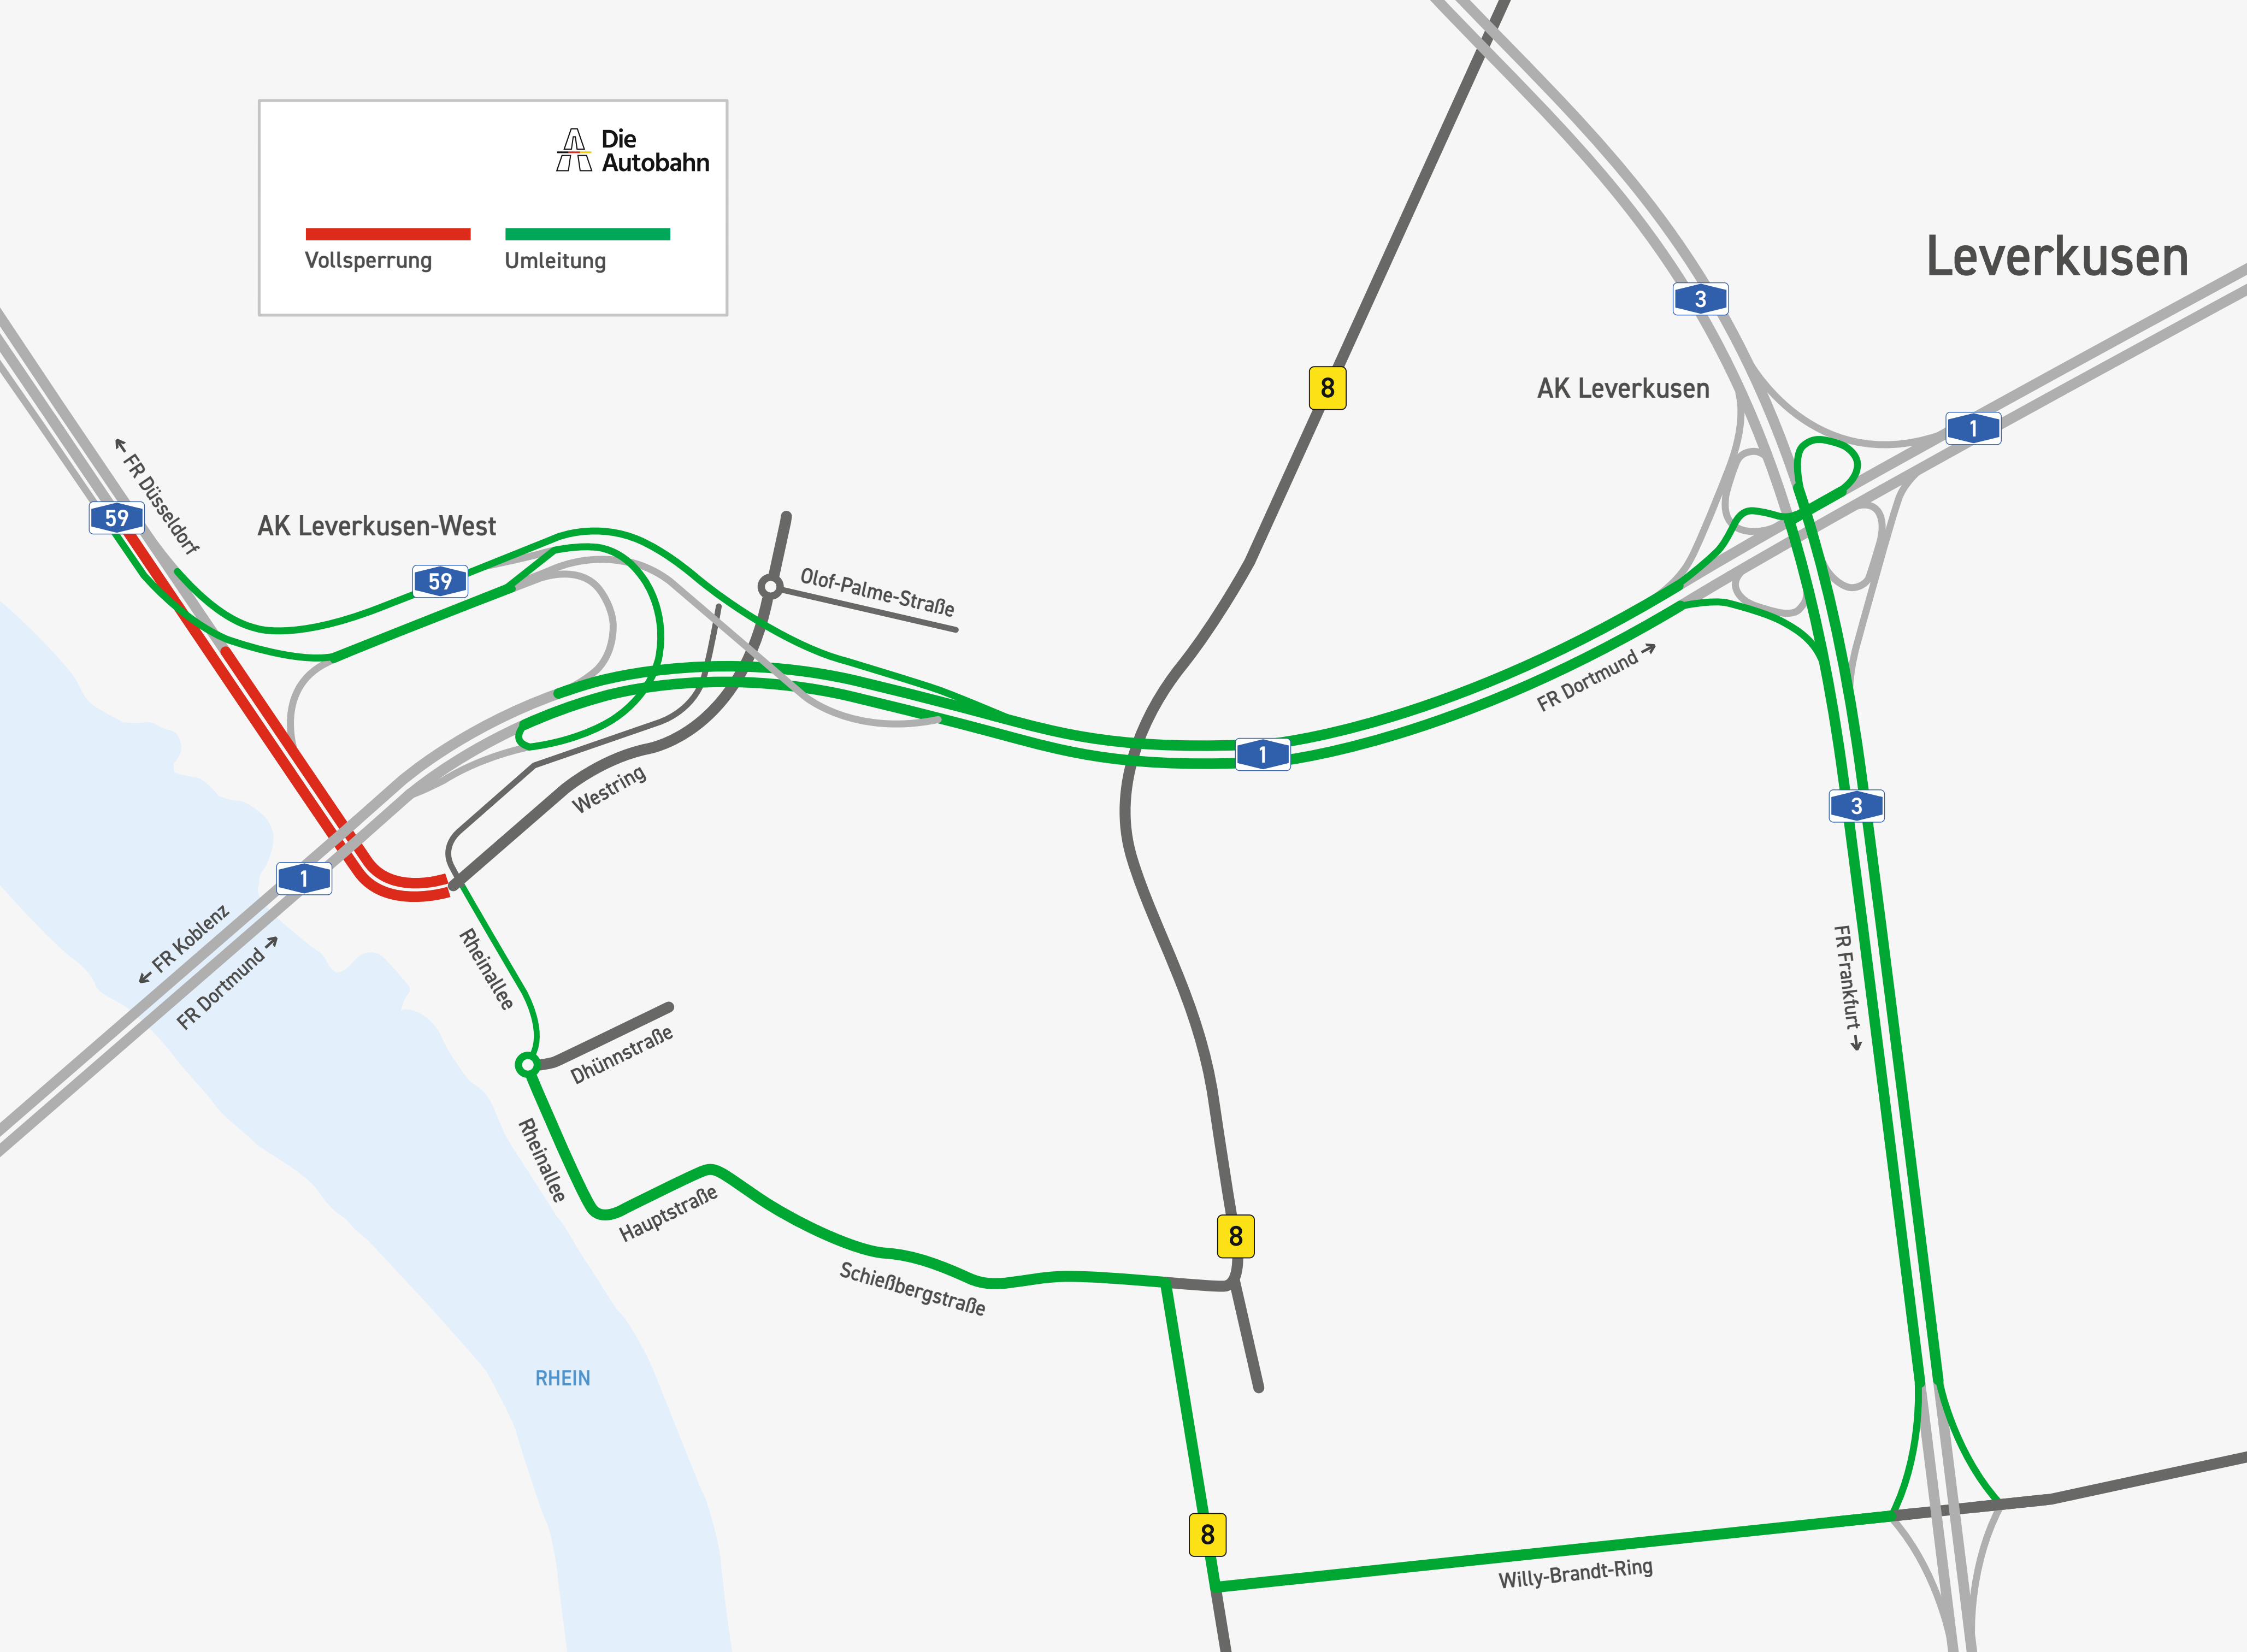 Die
Autobahn
Vollsperrung
Umleitung
Leverkusen
3
AK Leverkusen
8
1
← FR Düsseldorf
59
AK Leverkusen-West
59
Olof-Palme-Straße
FR Dortmund →
1
Westring
3
1
← FR Koblenz
FR Dortmund →
Rheinallee
FR Frankfurt →
Dhünnstraße
Rheinallee
Hauptstraße
8
Schießbergstraße
RHEIN
8
Willy-Brandt-Ring